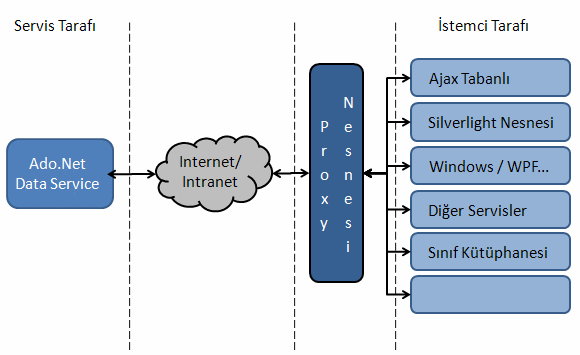 Servis Tarafı
İstemci Tarafı
Ado.Net
Data Service
Internet/
Intranet
Proxy
Nesnesi
Ajax Tabanlı
Silverlight Nesnesi
Windows / WPF...
Diğer Servisler
Sınıf Kütüphanesi